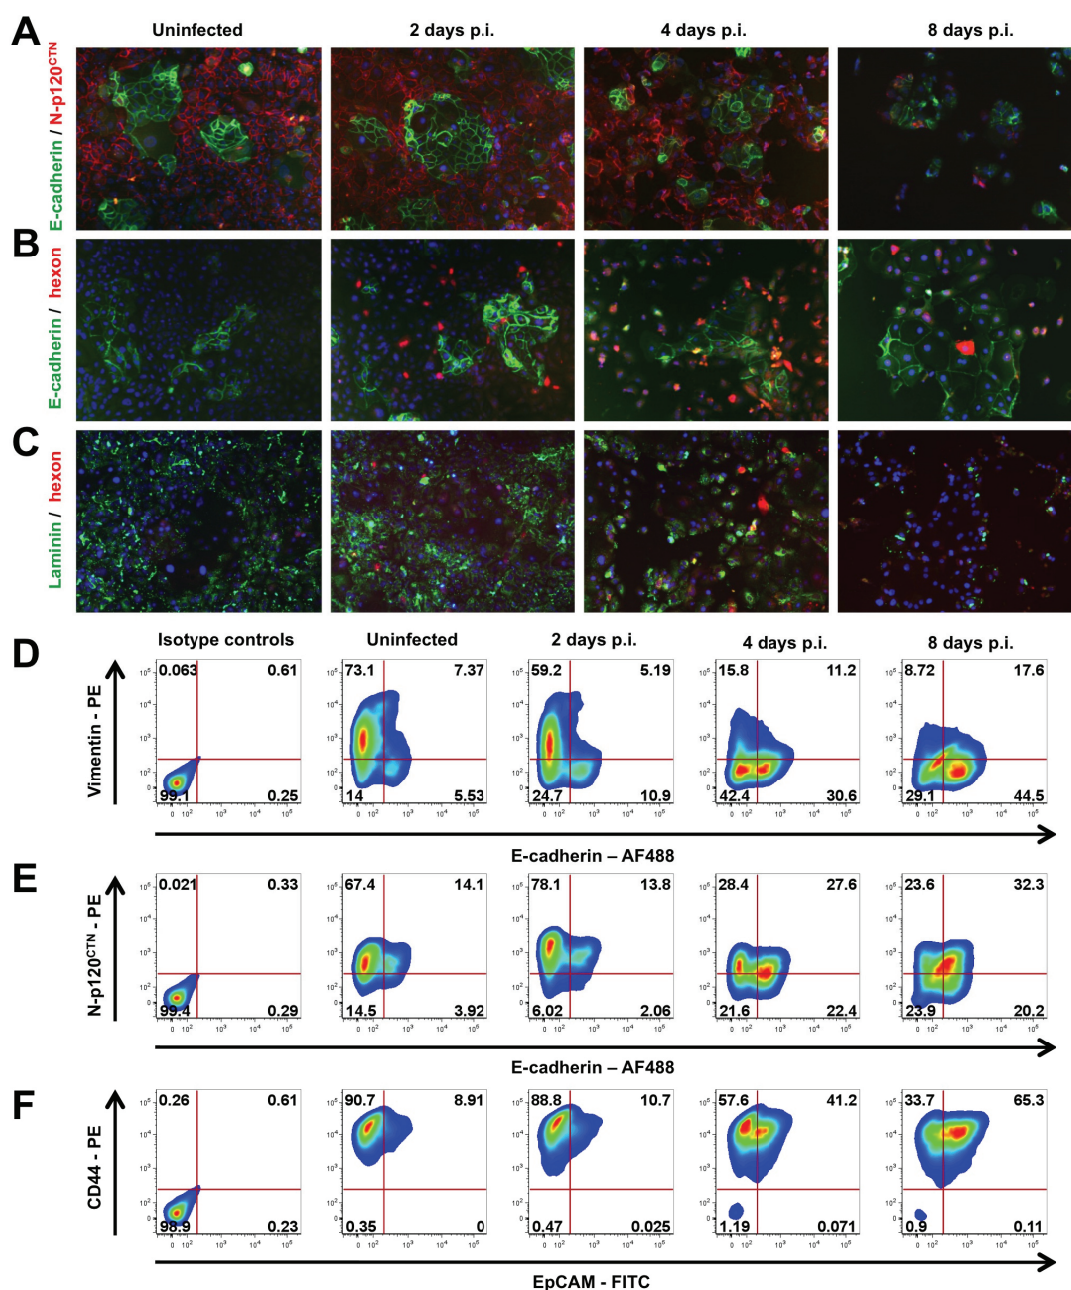 A
Uninfected
2 days p.i.
4 days p.i.
8 days p.i.
E-cadherin / N-p120CTN
B
E-cadherin / hexon
C
Laminin / hexon
D
Isotype controls
Uninfected
2 days p.i.
4 days p.i.
8 days p.i.
Vimentin - PE
0.063 0.61
99.1 0.25
73.1 7.37
14 5.53
59.2 5.19
24.7 10.9
15.8 11.2
42.4 30.6
8.72 17.6
29.1 44.5
E-cadherin – AF488
E
N-p120CTN - PE
0.021 0.33
99.4 0.29
67.4 14.1
14.5 3.92
78.1 13.8
6.02 2.06
28.4 27.6
21.6 22.4
23.6 32.3
23.9 20.2
E-cadherin – AF488
F
CD44 - PE
0.26 0.61
98.9 0.23
90.7 8.91
0.35 0
88.8 10.7
0.47 0.025
57.6 41.2
1.19 0.071
33.7 65.3
0.9 0.11
EpCAM - FITC